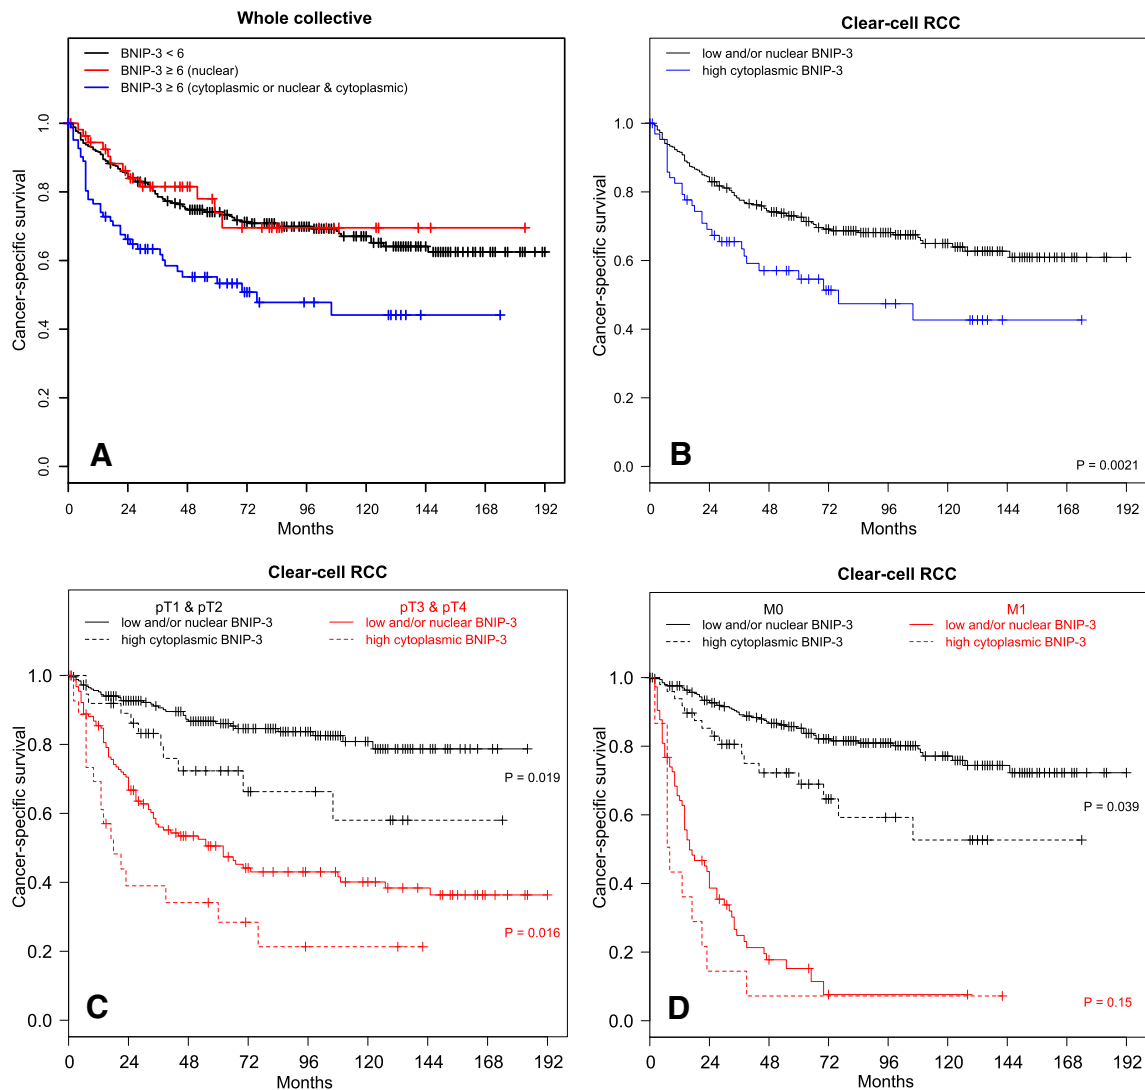 Whole collective
BNIP-3 < 6
BNIP-3 ≥ 6 (nuclear)
BNIP-3 ≥ 6 (cytoplasmic or nuclear & cytoplasmic)
Cancer-specific survival
1.0
0.8
0.6
0.4
0.2
0.0
A
0 24 48 72 96 120 144 168 192
Months
Clear-cell RCC
low and/or nuclear BNIP-3
high cytoplasmic BNIP-3
Cancer-specific survival
1.0
0.8
0.6
0.4
0.2
0.0
B
P = 0.0021
0 24 48 72 96 120 144 168 192
Months
Clear-cell RCC
pT1 & pT2 pT3 & pT4
low and/or nuclear BNIP-3 low and/or nuclear BNIP-3
high cytoplasmic BNIP-3 high cytoplasmic BNIP-3
Cancer-specific survival
1.0
0.8
0.6
0.4
0.2
0.0
P = 0.019
P = 0.016
C
0 24 48 72 96 120 144 168 192
Months
Clear-cell RCC
M0 M1
low and/or nuclear BNIP-3 low and/or nuclear BNIP-3
high cytoplasmic BNIP-3 high cytoplasmic BNIP-3
Cancer-specific survival
1.0
0.8
0.6
0.4
0.2
0.0
P = 0.039
P = 0.15
D
0 24 48 72 96 120 144 168 192
Months